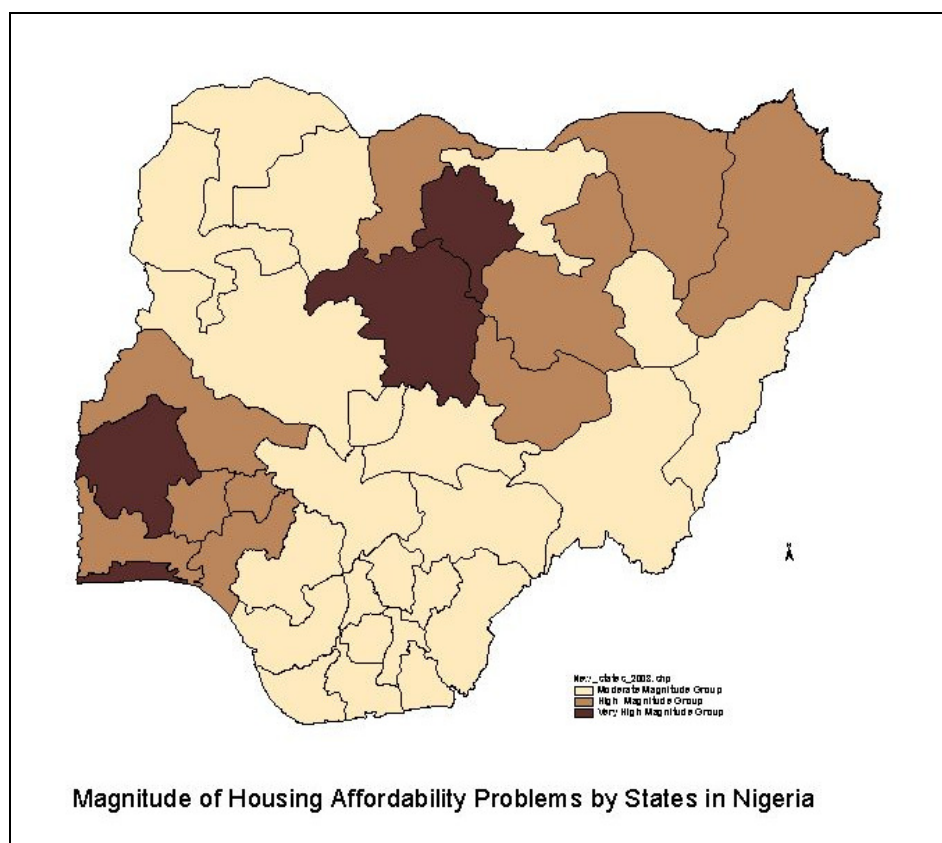 New_states_2008.shp
Moderate Magnitude Group
High Magnitude Group
Very High Magnitude Group
Magnitude of Housing Affordability Problems by States in Nigeria